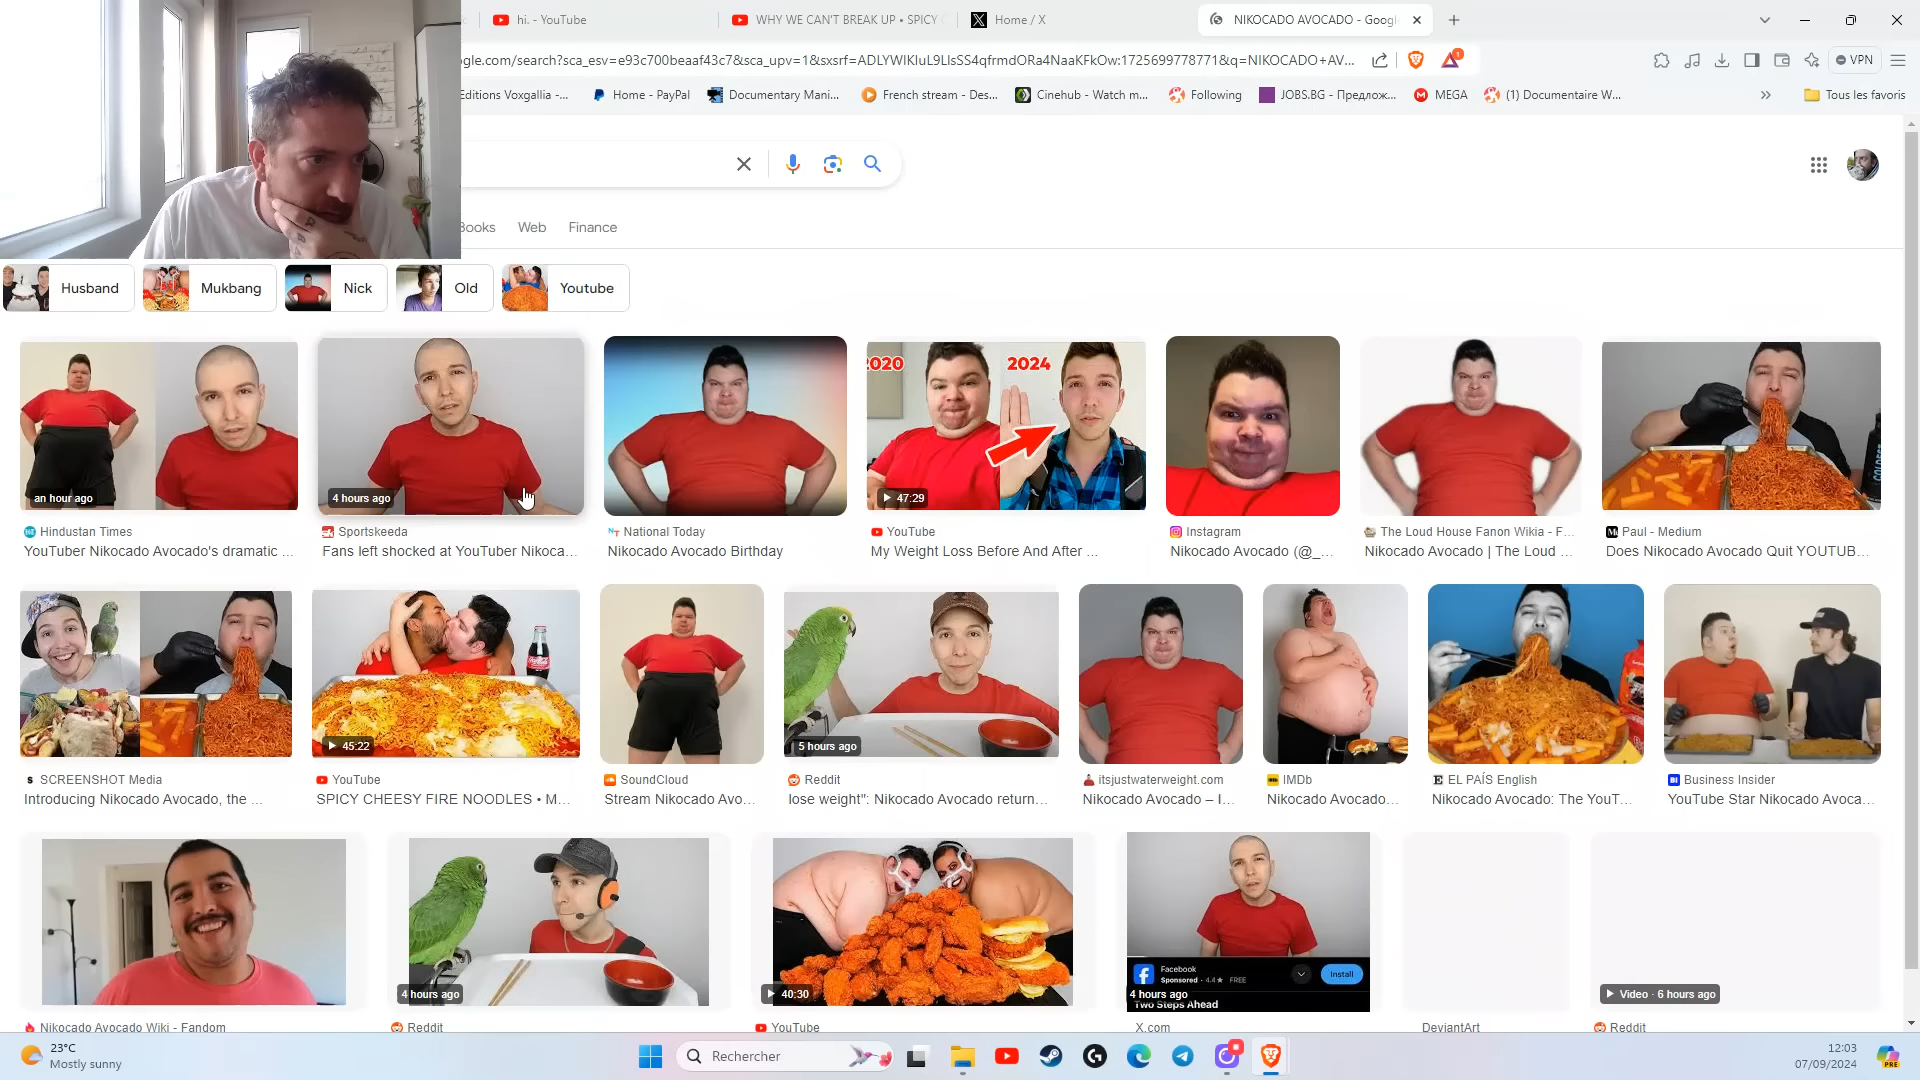 hi. - YouTube
WHY WE CAN'T BREAK UP • SPICY
Home / X
NIKOCADO AVOCADO - Googl
gle.com/search?sca_esv=e93c700beaaf43c7&sca_upv=1&sxsrf=ADLYWIKIuL9LIsSS4qfrmdORa4NaaKFkOw:1725699778771&q=NIKOCADO+AV...
1
VPN
Editions Voxgallia -...
Home - PayPal
Documentary Mani...
French stream - Des...
Cinehub - Watch m...
Following
JOBS.BG - Предлож...
MEGA
(1) Documentaire W...
Tous les favoris
Books
Web
Finance
Husband
Mukbang
Nick
Old
Youtube
2020
2024
an hour ago
4 hours ago
47:29
Hindustan Times
Sportskeeda
National Today
YouTube
Instagram
The Loud House Fanon Wikia - F...
Paul - Medium
YouTuber Nikocado Avocado's dramatic ...
Fans left shocked at YouTuber Nikoca...
Nikocado Avocado Birthday
My Weight Loss Before And After ...
Nikocado Avocado (@_...
Nikocado Avocado | The Loud ...
Does Nikocado Avocado Quit YOUTUB...
45:22
5 hours ago
SCREENSHOT Media
YouTube
SoundCloud
Reddit
itsjustwaterweight.com
IMDb
EL PAÍS English
Business Insider
Introducing Nikocado Avocado, the ...
SPICY CHEESY FIRE NOODLES • M...
Stream Nikocado Avo...
lose weight": Nikocado Avocado return...
Nikocado Avocado – I...
Nikocado Avocado...
Nikocado Avocado: The YouT...
YouTube Star Nikocado Avoca...
Facebook
Sponsored · 4.4★ FREE
Install
4 hours ago
40:30
4 hours ago
Two Steps Ahead
Video · 6 hours ago
Nikocado Avocado Wiki - Fandom
Reddit
YouTube
X.com
DeviantArt
Reddit
23°C
Mostly sunny
Rechercher
12:03
07/09/2024
PRE